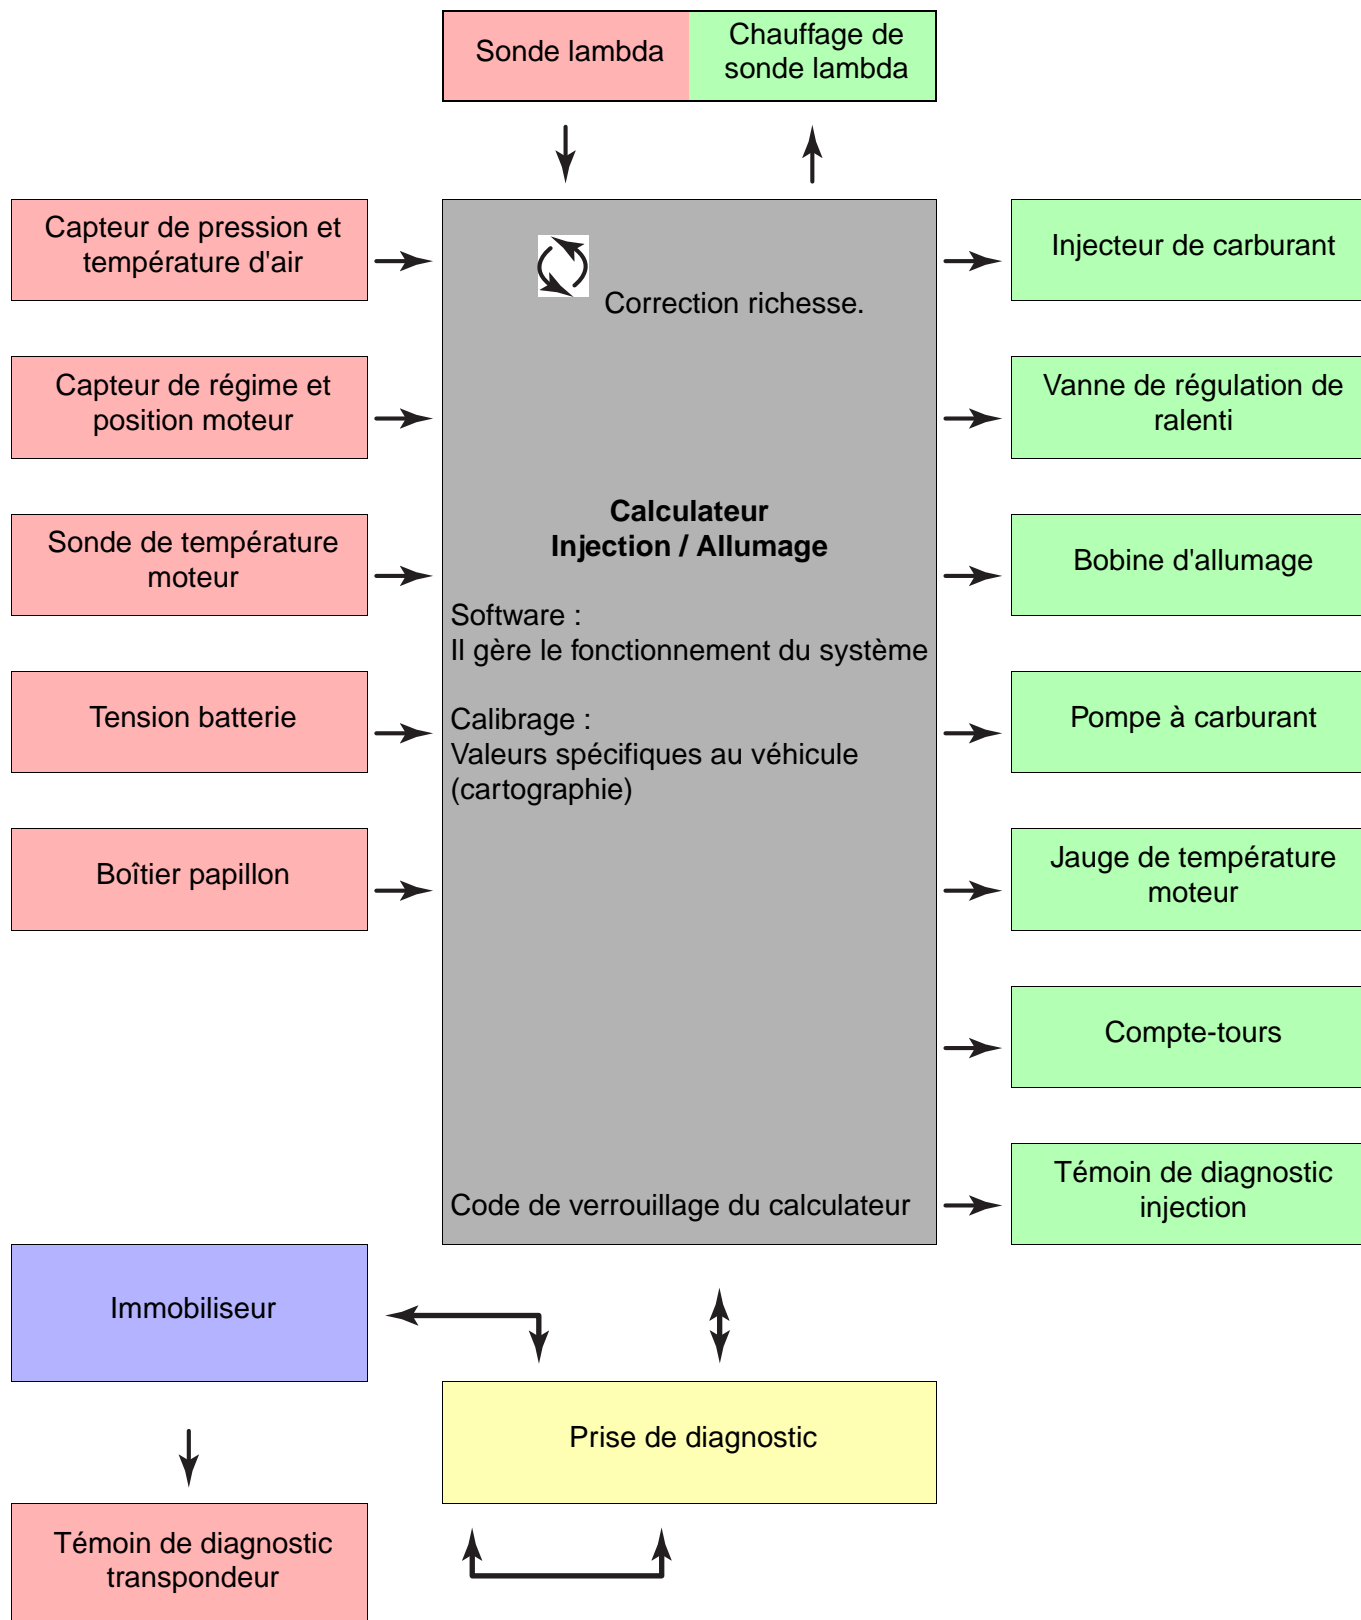 Sonde lambda
Chauffage de
sonde lambda
Capteur de pression et
température d'air
Correction richesse.
Injecteur de carburant
Capteur de régime et
position moteur
Vanne de régulation de
ralenti
Sonde de température
moteur
Calculateur
Injection / Allumage
Bobine d'allumage
Software :
Il gère le fonctionnement du système
Tension batterie
Calibrage :
Valeurs spécifiques au véhicule
(cartographie)
Pompe à carburant
Boîtier papillon
Jauge de température
moteur
Compte-tours
Code de verrouillage du calculateur
Témoin de diagnostic
injection
Immobiliseur
Prise de diagnostic
Témoin de diagnostic
transpondeur